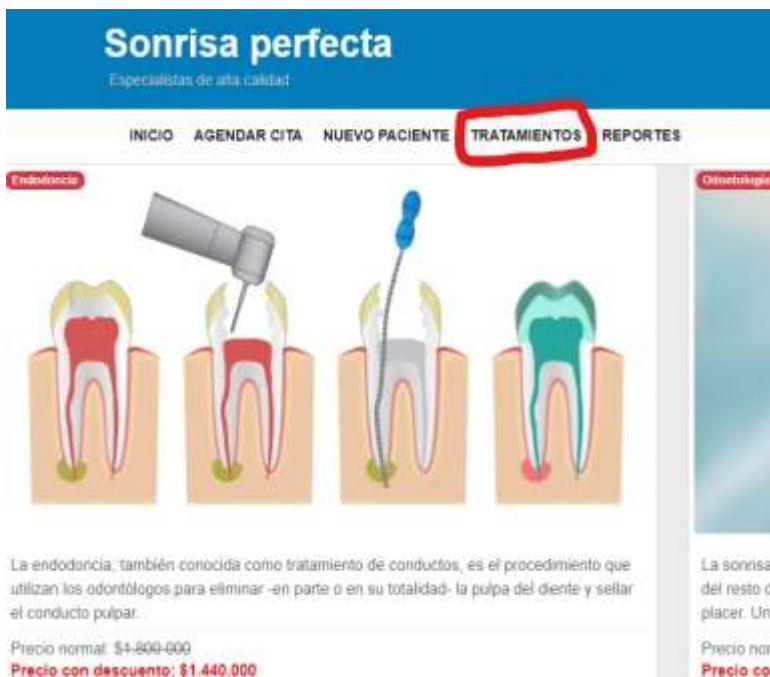 Sonrisa perfecta
Especialistas de alta calidad
INICIO AGENDAR CITA NUEVO PACIENTE TRATAMIENTOS REPORTES
Endodoncia
Odontología
La endodoncia, también conocida como tratamiento de conductos, es el procedimiento que
utilizan los odontólogos para eliminar -en parte o en su totalidad- la pulpa del diente y sellar
el conducto pulpar.
Precio normal: $1.800.000
Precio con descuento: $1.440.000
La sonrisa
del resto
placer. Un
Precio nor
Precio co